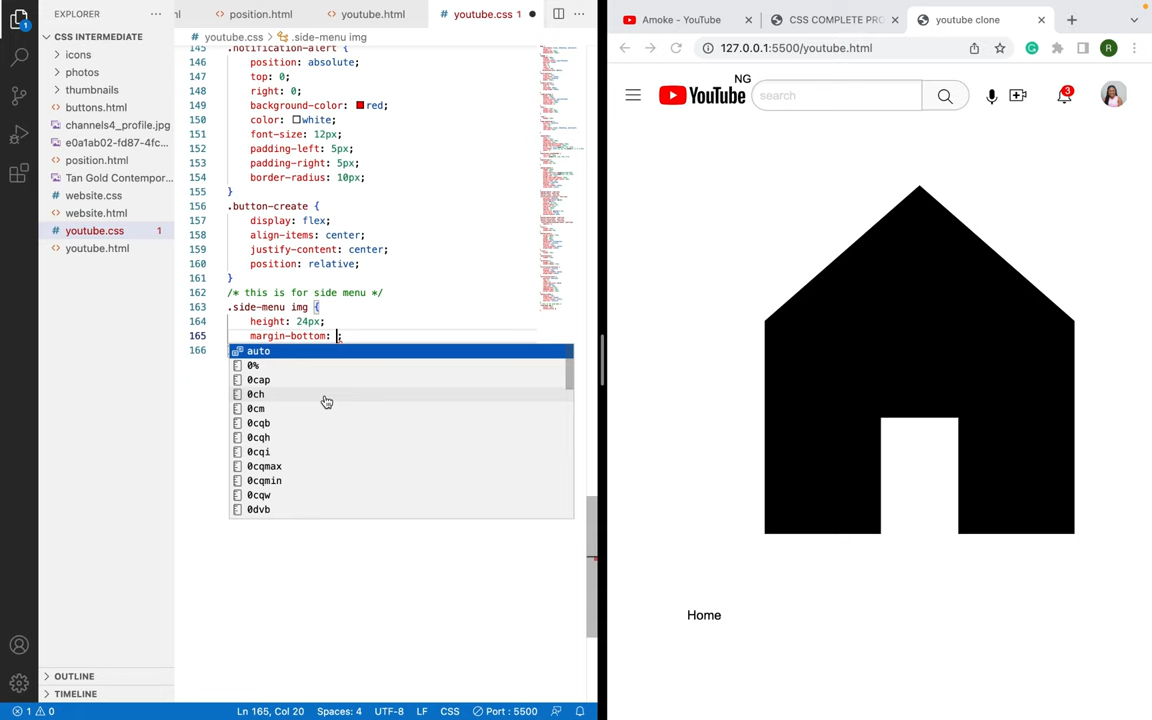 EXPLORER
position.html
youtube.html
youtube.css 1
Amoke - YouTube
CSS COMPLETE PRO
youtube clone
CSS INTERMEDIATE
youtube.css > .side-menu img
127.0.0.1:5500/youtube.html
R
icons
photos
thumbnails
buttons.html
channels4_profile.jpg
e0a1ab02-fd87-4fc...
position.html
Tan Gold Contempor...
website.css
website.html
youtube.css 1
youtube.html
145 .notification-alert {
146 position: absolute;
147 top: 0;
148 right: 0;
149 background-color: red;
150 color: white;
151 font-size: 12px;
152 padding-left: 5px;
153 padding-right: 5px;
154 border-radius: 10px;
155 }
156 .button-create {
157 display: flex;
158 align-items: center;
159 justify-content: center;
160 position: relative;
161 }
162 /* this is for side menu */
163 .side-menu img {
164 height: 24px;
165 margin-bottom: ;
166
auto
0%
0cap
0ch
0cm
0cqb
0cqh
0cqi
0cqmax
0cqmin
0cqw
0dvb
YouTube NG
search
3
Home
OUTLINE
TIMELINE
1 0
Ln 165, Col 20
Spaces: 4
UTF-8
LF
CSS
Port : 5500